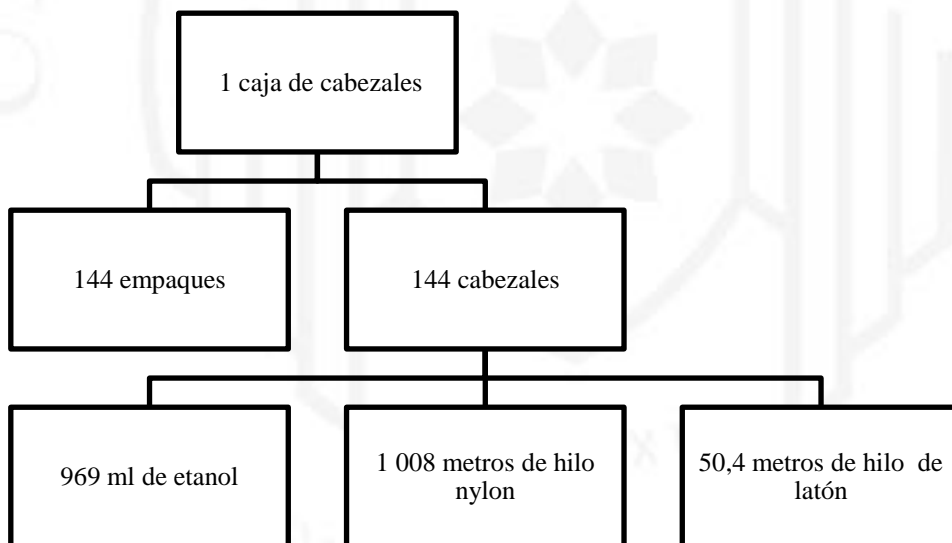 1 caja de cabezales
144 empaques
144 cabezales
969 ml de etanol
1 008 metros de hilo
nylon
50,4 metros de hilo de
latón